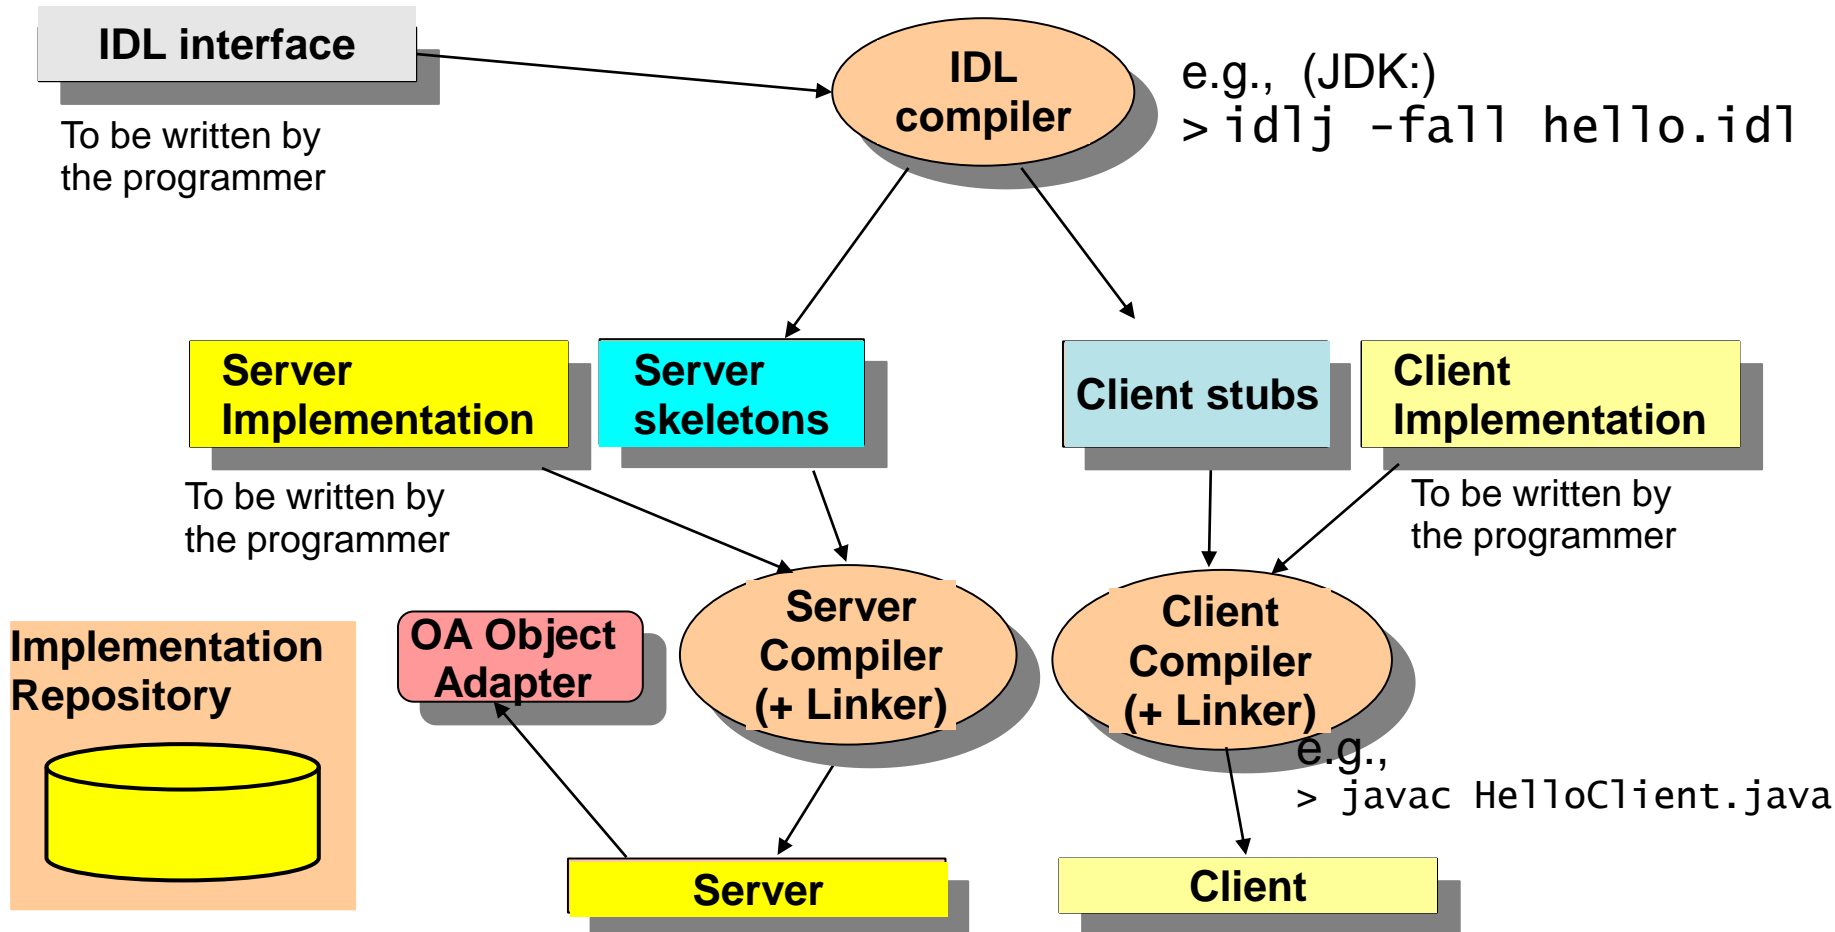 IDL interface
To be written by
the programmer
IDL
compiler
e.g., (JDK:)
> idlj -fall hello.idl
Server
Implementation
To be written by
the programmer
Server
skeletons
Client stubs
Client
Implementation
To be written by
the programmer
Implementation
Repository
OA Object
Adapter
Server
Compiler
(+ Linker)
Client
Compiler
(+ Linker)
e.g.,
> javac HelloClient.java
Server
Client